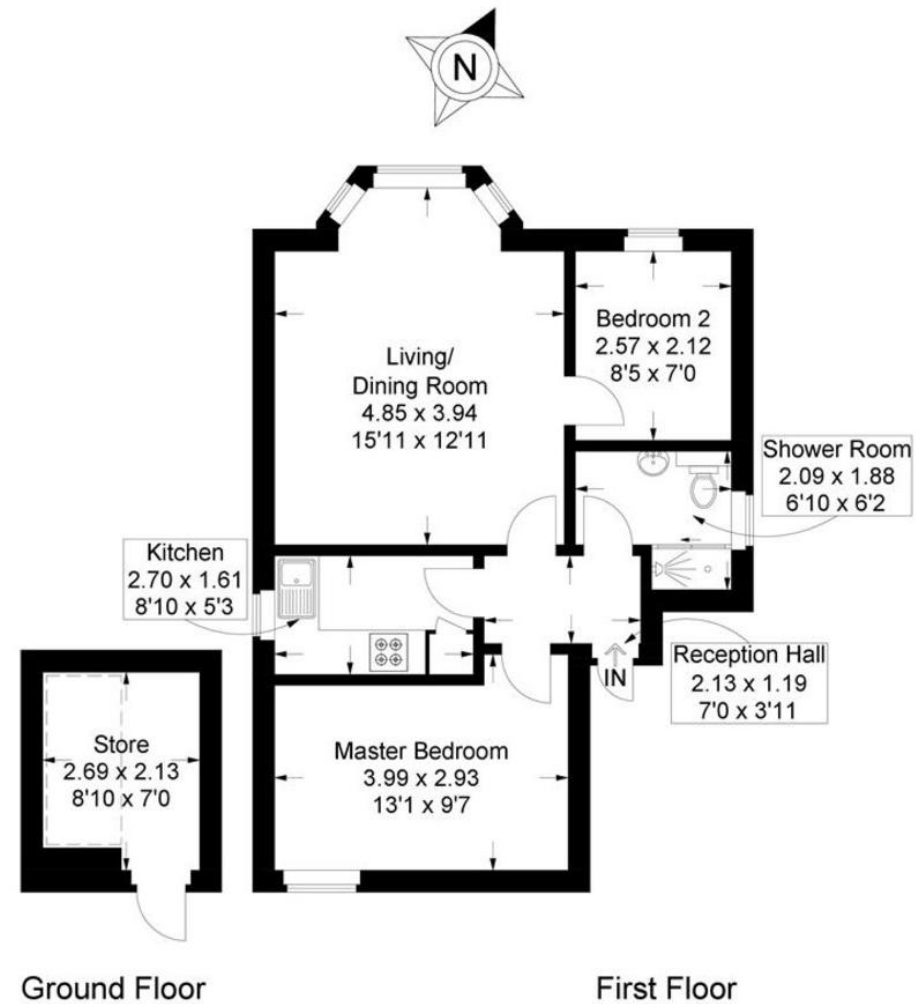 N
Living/
Dining Room
4.85 x 3.94
15'11 x 12'11
Bedroom 2
2.57 x 2.12
8'5 x 7'0
Shower Room
2.09 x 1.88
6'10 x 6'2
Kitchen
2.70 x 1.61
8'10 x 5'3
IN
Reception Hall
2.13 x 1.19
7'0 x 3'11
Store
2.69 x 2.13
8'10 x 7'0
Master Bedroom
3.99 x 2.93
13'1 x 9'7
Ground Floor
First Floor